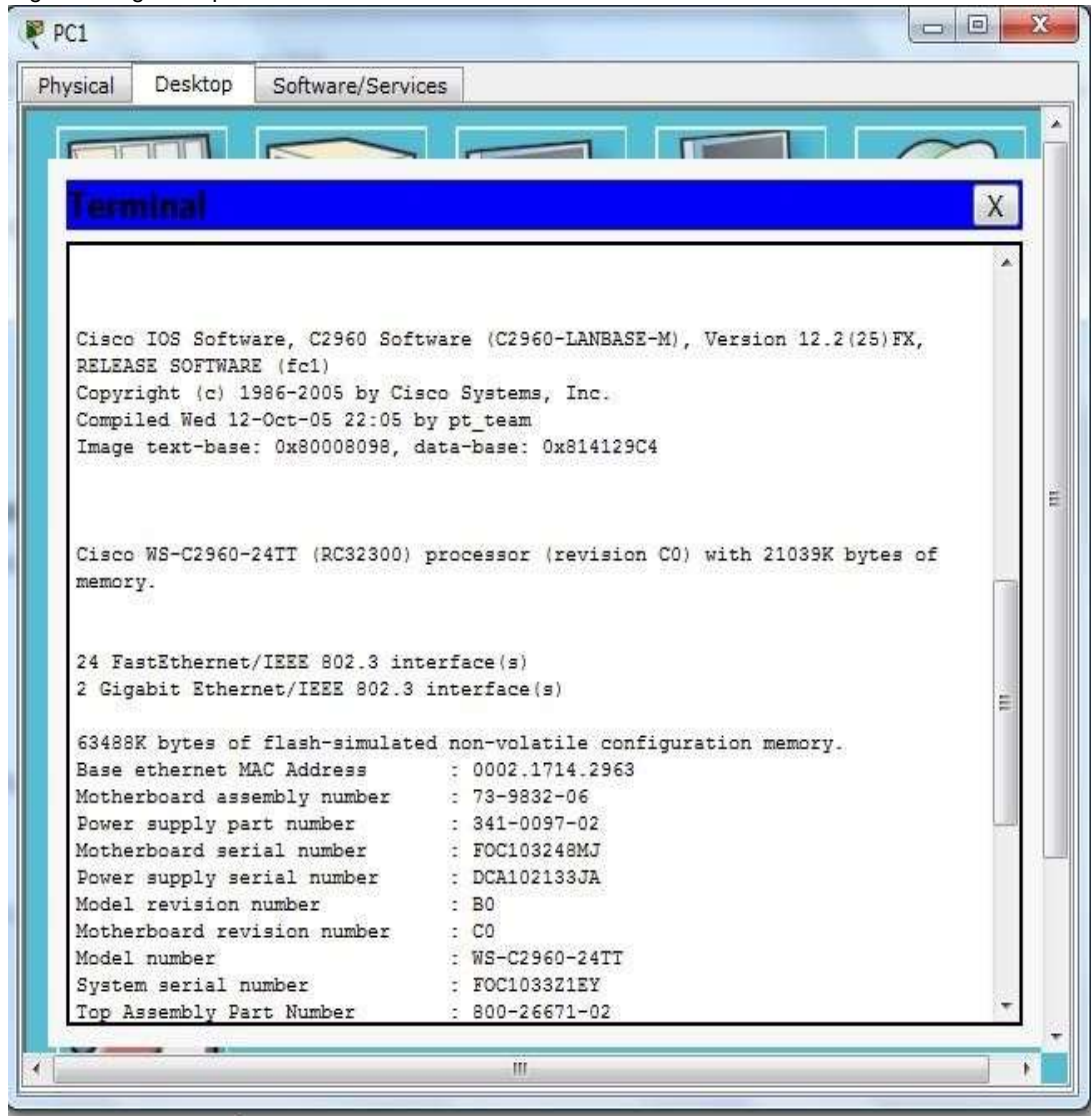 PC1
Physical Desktop Software/Services
Terminal X
Cisco IOS Software, C2960 Software (C2960-LANBASE-M), Version 12.2(25)FX,
RELEASE SOFTWARE (fc1)
Copyright (c) 1986-2005 by Cisco Systems, Inc.
Compiled Wed 12-Oct-05 22:05 by pt_team
Image text-base: 0x80008098, data-base: 0x814129C4
Cisco WS-C2960-24TT (RC32300) processor (revision C0) with 21039K bytes of
memory.
24 FastEthernet/IEEE 802.3 interface(s)
2 Gigabit Ethernet/IEEE 802.3 interface(s)
63488K bytes of flash-simulated non-volatile configuration memory.
Base ethernet MAC Address : 0002.1714.2963
Motherboard assembly number : 73-9832-06
Power supply part number : 341-0097-02
Motherboard serial number : FOC103248MJ
Power supply serial number : DCA102133JA
Model revision number : B0
Motherboard revision number : C0
Model number : WS-C2960-24TT
System serial number : FOC1033Z1EY
Top Assembly Part Number : 800-26671-02